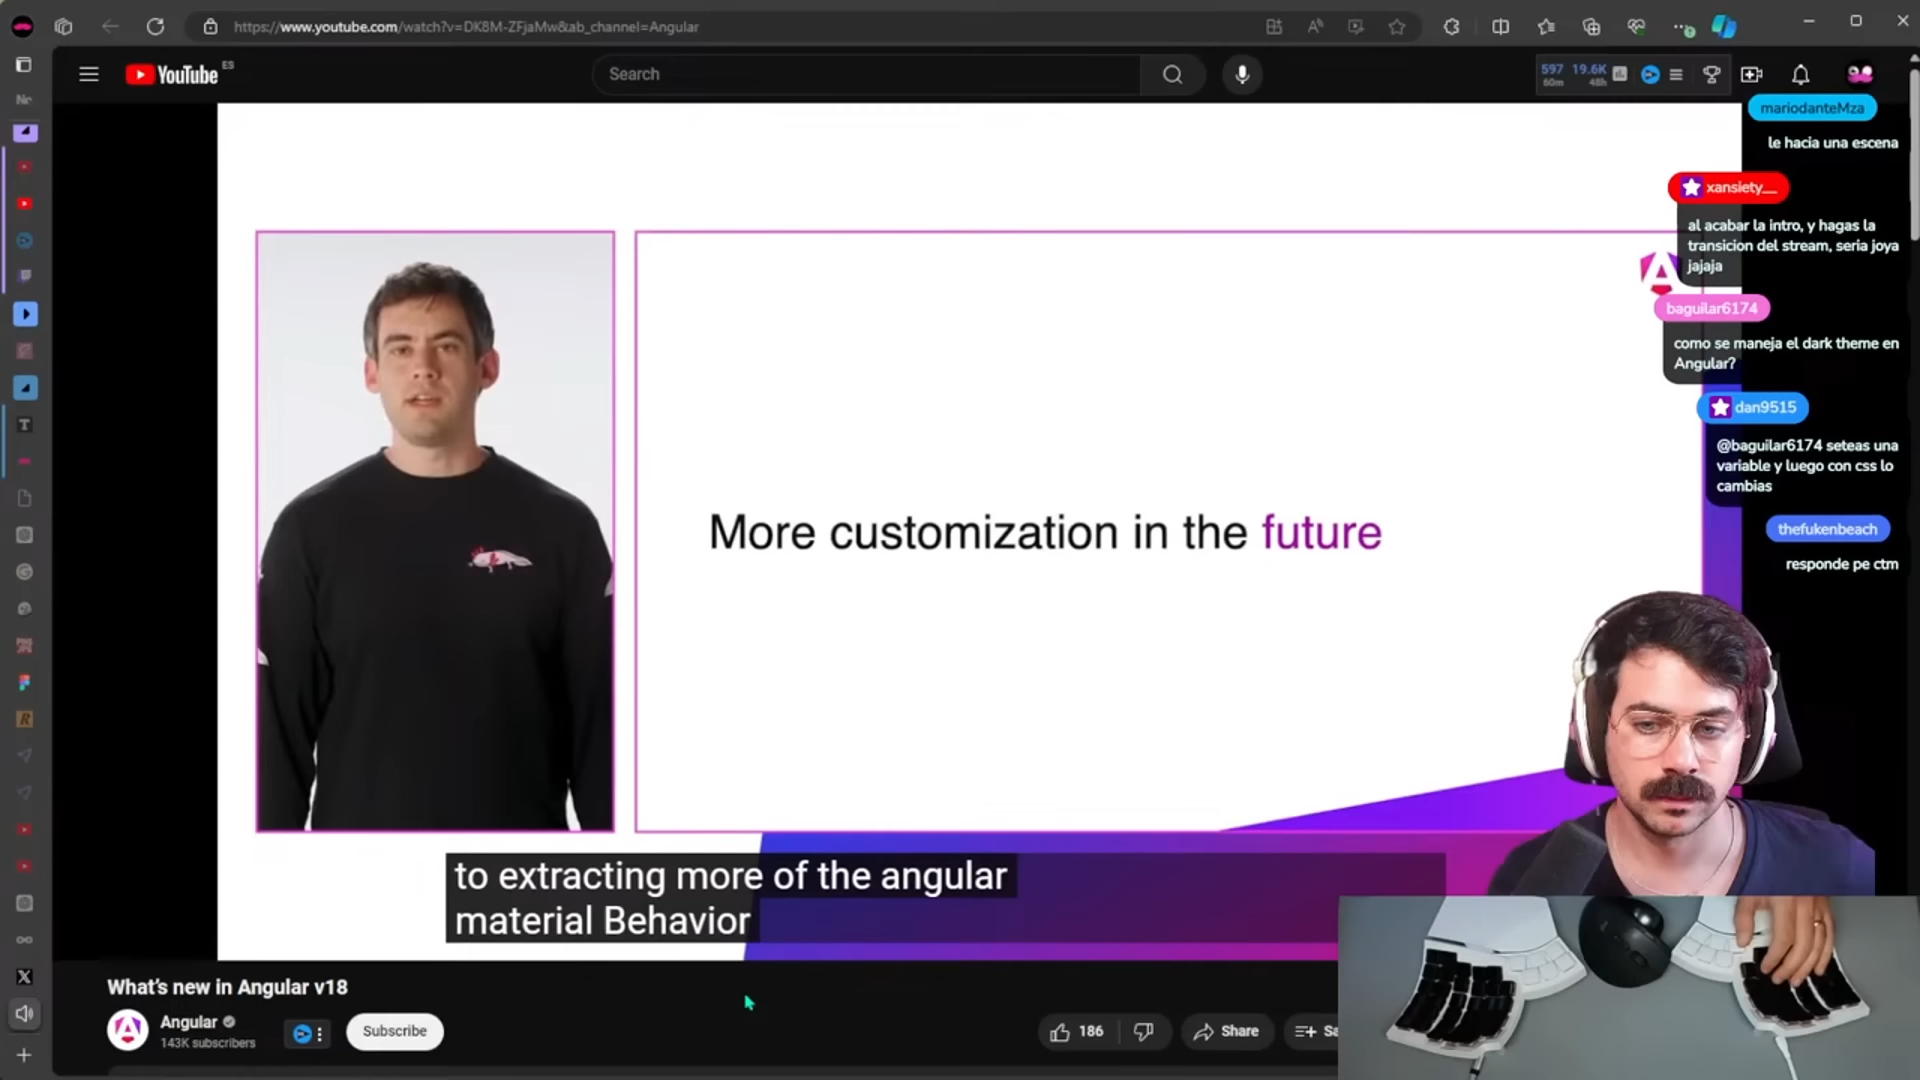 https://www.youtube.com/watch?v=DK8M-ZFjaMw&ab_channel=Angular
YouTube ES
Search
597 19.6K
60m 48h
mariodanteMza
le hacia una escena
xansiety__
al acabar la intro, y hagas la
transicion del stream, seria joya
jajaja
baguilar6174
como se maneja el dark theme en
Angular?
dan9515
@baguilar6174 seteas una
variable y luego con css lo
cambias
thefukenbeach
responde pe ctm
More customization in the future
to extracting more of the angular
material Behavior
What's new in Angular v18
Angular
143K subscribers
Subscribe
186
Share
Sa